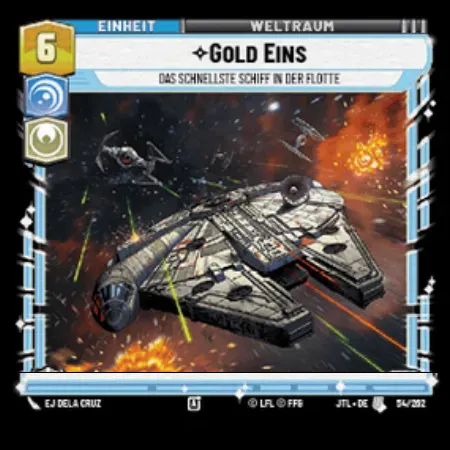 EINHEIT WELTRAUM
6
GOLD EINS
DAS SCHNELLSTE SCHIFF IN DER FLOTTE
EJ DELA CRUZ A © LFL ® FFG JTL • DE 54/262